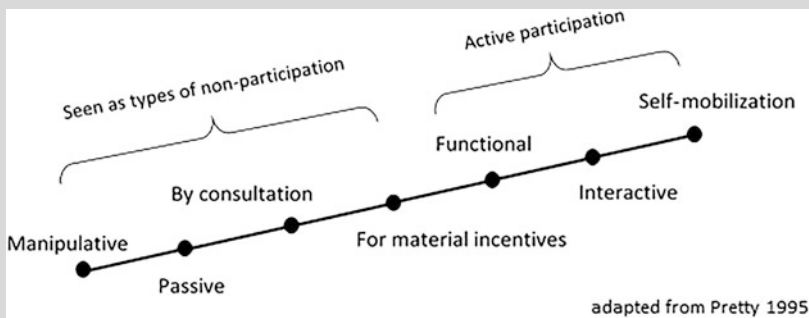 Active participation
Seen as types of non-participation
Self-mobilization
Functional
By consultation
Interactive
Manipulative
For material incentives
Passive
adapted from Pretty 1995